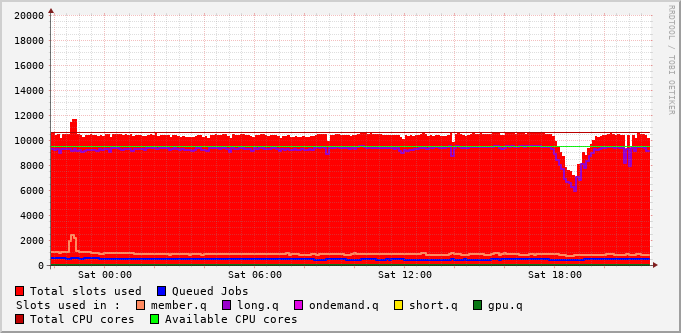 RRDTOOL / TOBI OETIKER
20000
18000
16000
14000
12000
10000
8000
6000
4000
2000
0
Sat 00:00 Sat 06:00 Sat 12:00 Sat 18:00
Total slots used Queued Jobs
Slots used in : member.q long.q ondemand.q short.q gpu.q
Total CPU cores Available CPU cores